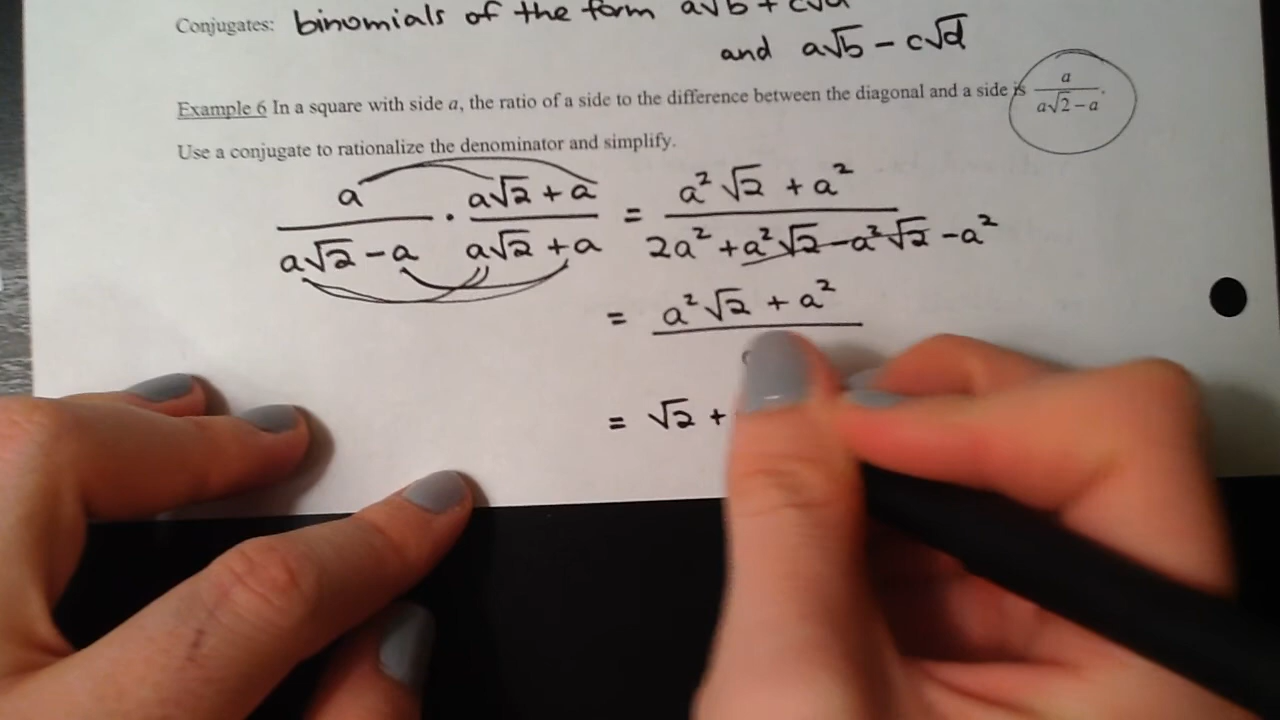 Conjugates: binomials of the form a√b + c√d
and a√b − c√d
Example 6 In a square with side a, the ratio of a side to the difference between the diagonal and a side is a/(a√2 − a).
Use a conjugate to rationalize the denominator and simplify.
a/(a√2 − a) · (a√2 + a)/(a√2 + a) = (a²√2 + a²)/(2a² + a²√2 − a²√2 − a²)
= a²√2 + a²
= √2 +